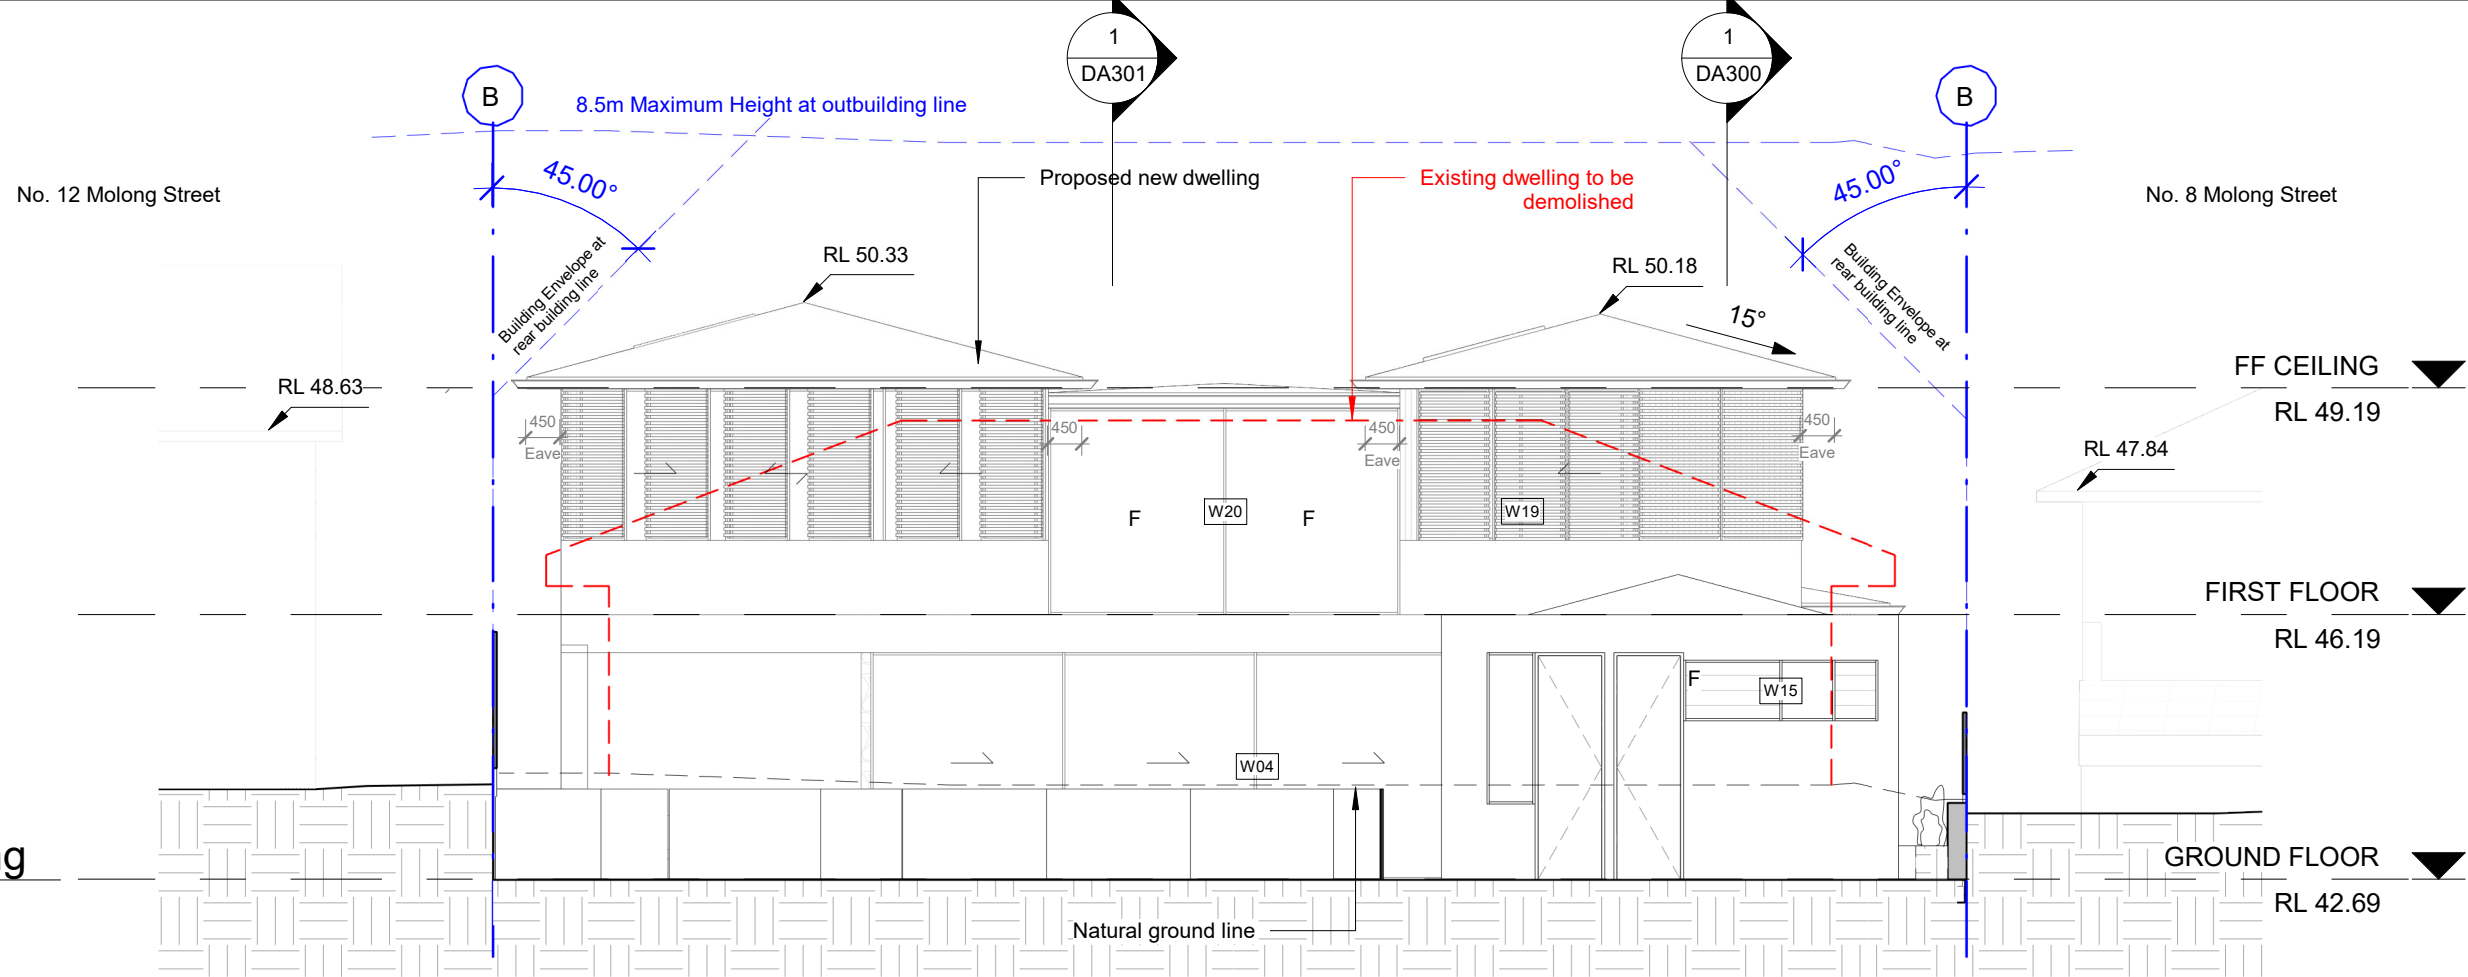 1
DA301
1
DA300
B
8.5m Maximum Height at outbuilding line
B
45.00°
Proposed new dwelling
Existing dwelling to be
demolished
45.00°
No. 12 Molong Street
No. 8 Molong Street
Building Envelope at
rear building line
RL 50.33
RL 50.18
15°
Building Envelope at
rear building line
FF CEILING
RL 48.63
RL 49.19
450
Eave
450
450
Eave
450
Eave
RL 47.84
F
W20
F
W19
FIRST FLOOR
RL 46.19
F
W15
W04
g
GROUND FLOOR
RL 42.69
Natural ground line